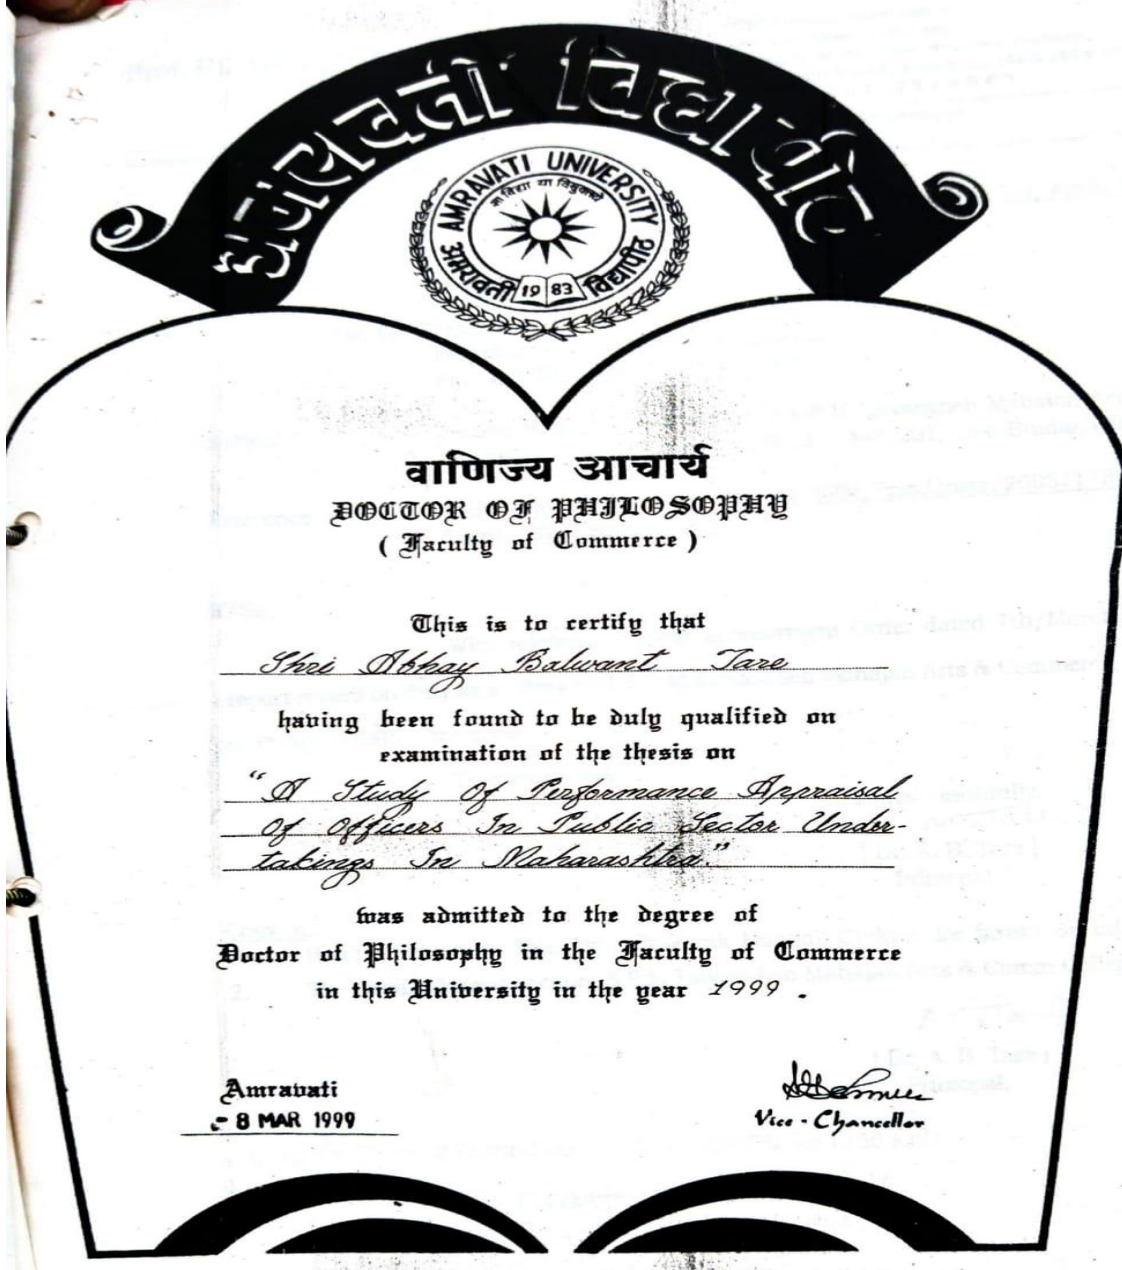 अमरावती विद्यापीठ
AMRAVATI UNIVERSITY
स विद्या या विमुक्तये
अमरावती विद्यापीठ
19 83
वाणिज्य आचार्य
DOCTOR OF PHILOSOPHY
( Faculty of Commerce )
This is to certify that
Shri Abhay Balwant Tare
having been found to be duly qualified on
examination of the thesis on
"A Study Of Performance Appraisal
Of Officers In Public Sector Under-
takings In Maharashtra."
was admitted to the degree of
Doctor of Philosophy in the Faculty of Commerce
in this University in the year 1999 .
Amravati
- 8 MAR 1999
Vice - Chancellor